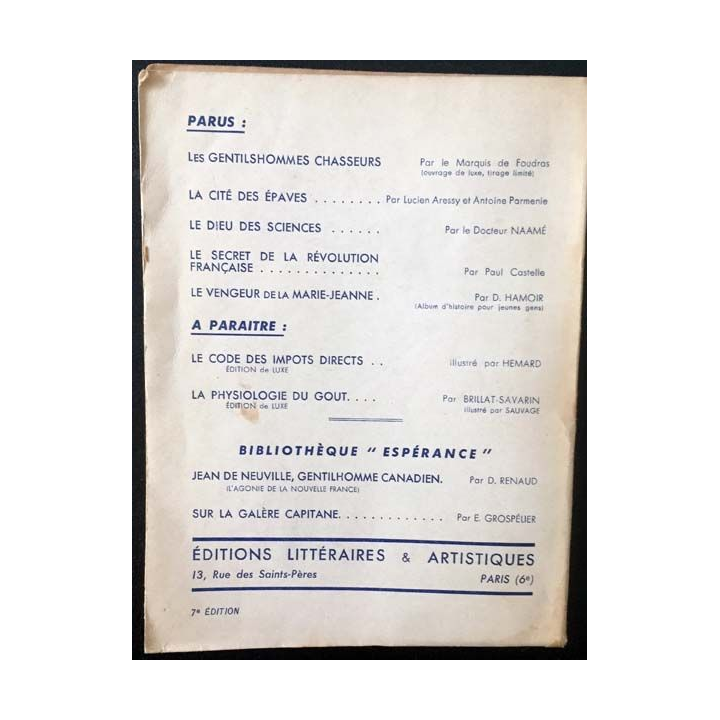 PARUS :
LES GENTILSHOMMES CHASSEURS Par le Marquis de Foudras
(ouvrage de luxe, tirage limité)
LA CITÉ DES ÉPAVES . . . . . . . . Par Lucien Aressy et Antoine Parmenie
LE DIEU DES SCIENCES . . . . . . Par le Docteur NAAMÉ
LE SECRET DE LA RÉVOLUTION
FRANÇAISE . . . . . . . . . . . . . . Par Paul Castelle
LE VENGEUR DE LA MARIE-JEANNE . Par D. HAMOIR
(Album d'histoire pour jeunes gens)
A PARAITRE :
LE CODE DES IMPOTS DIRECTS . . illustré par HEMARD
ÉDITION de LUXE
LA PHYSIOLOGIE DU GOUT. . . . Par BRILLAT-SAVARIN
ÉDITION de LUXE illustré par SAUVAGE
BIBLIOTHÈQUE " ESPÉRANCE "
JEAN DE NEUVILLE, GENTILHOMME CANADIEN. Par D. RENAUD
(L'AGONIE DE LA NOUVELLE FRANCE)
SUR LA GALÈRE CAPITANE. . . . . . . . . . . . . Par E. GROSPÉLIER
ÉDITIONS LITTÉRAIRES & ARTISTIQUES
13, Rue des Saints-Pères PARIS (6e)
7e ÉDITION